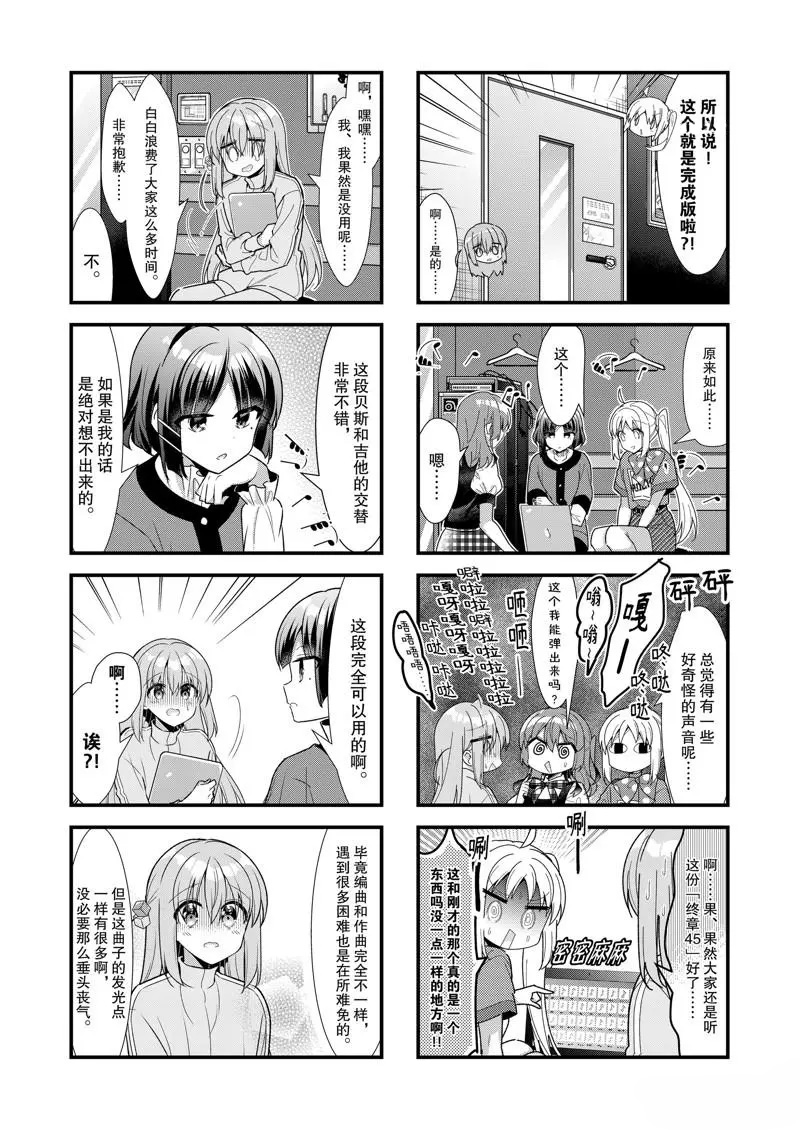 所以说！
这个就是完成版啦?!
啊……是的
原来如此……
这个……
嗯……
砰砰
嘎
嗡~嗡~
咚哒
咚哒
总觉得有一些
好奇怪的声音呢……
咂咂
这个我能弹出来吗?
噼啦啦噼啦啦啦
嘎呀嘎呀嘎呀
咔哒 咔哒
唔唔唔唔……
啊……果、果然大家还是听
这份「终章45」好了……
唰
唰
密密麻麻
这和刚才的那个真的是一个
东西吗没一点一样的地方啊!!
啊，嘿嘿……
我、我果然是没用呢……
白白浪费了大家这么多时间。
非常抱歉……
不。
这段贝斯和吉他的交替
非常不错，
如果是我的话
是绝对想不出来的。
这段完全可以用的啊。
啊……
诶?!
毕竟编曲和作曲完全不一样，
遇到很多困难也是在所难免的。
但是这曲子的发光点
一样有很多啊，
没必要那么垂头丧气。